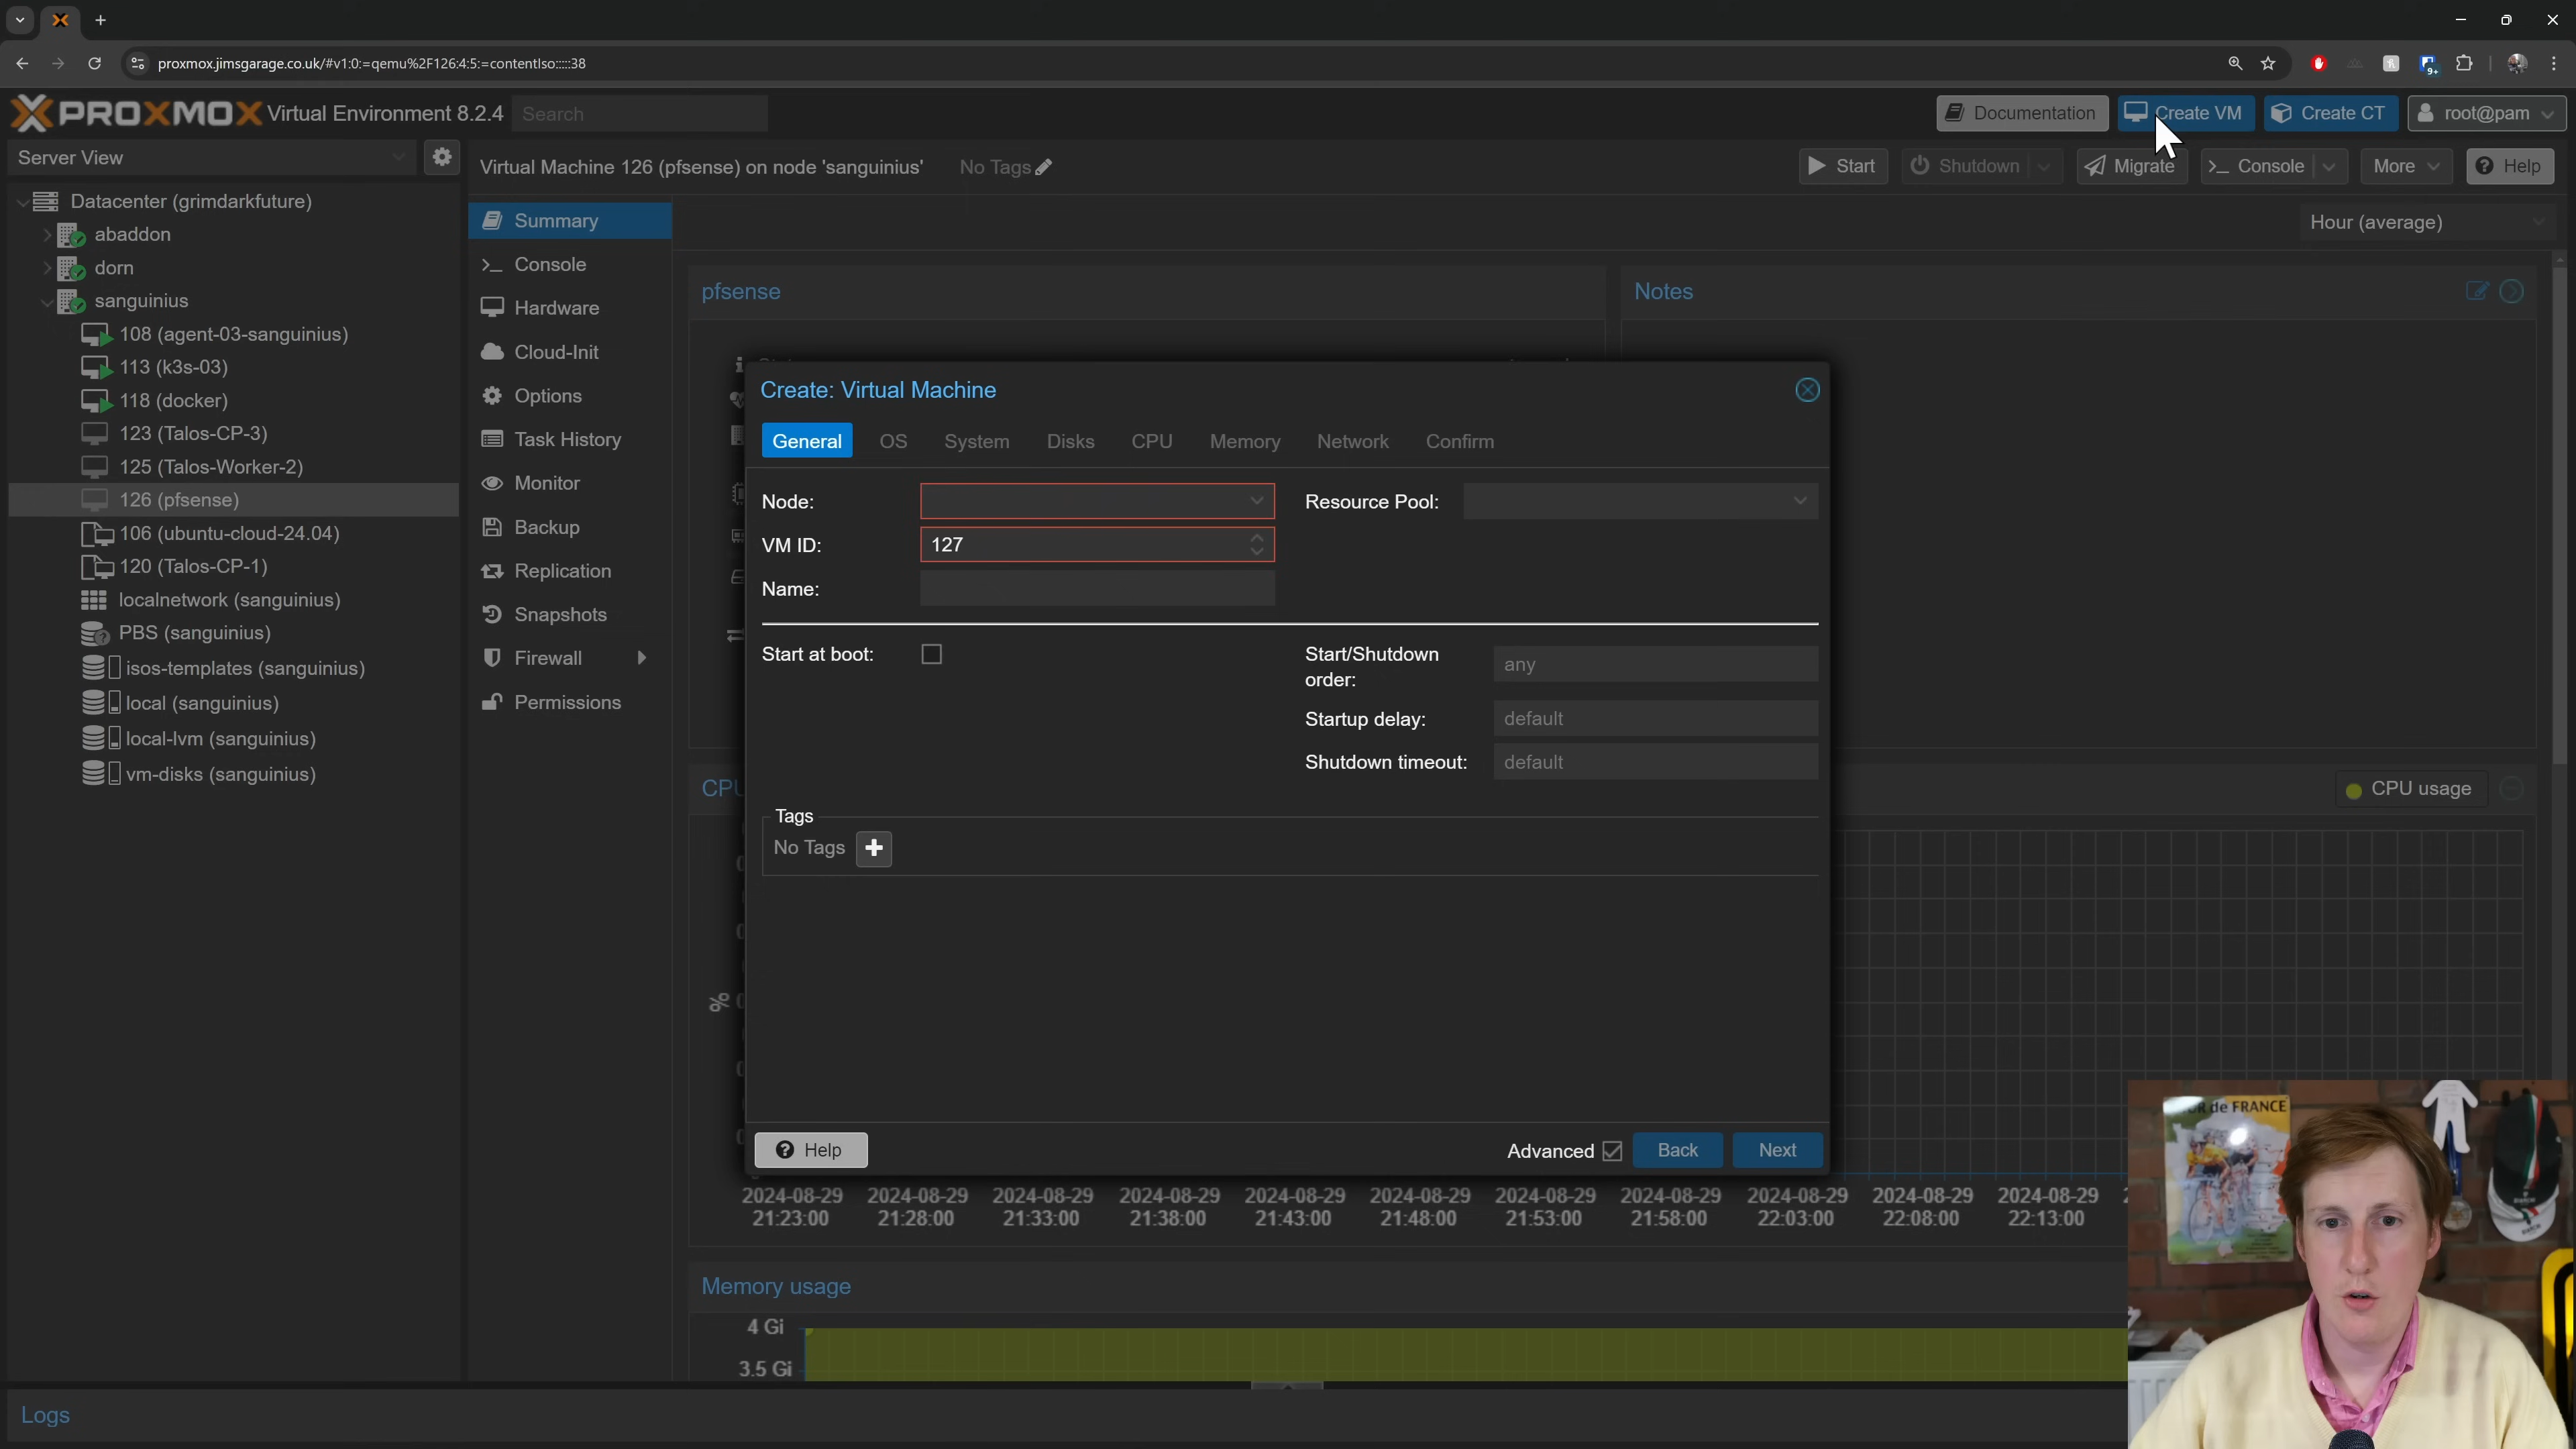 proxmox.jimsgarage.co.uk/#v1:0:=qemu%2F126:4:5:=contentIso:::::38
9+
PROXMOX Virtual Environment 8.2.4
Search
Documentation
Create VM
Create CT
root@pam
Server View
Virtual Machine 126 (pfsense) on node 'sanguinius'
No Tags
Start
Shutdown
Migrate
Console
More
Help
Datacenter (grimdarkfuture)
abaddon
dorn
sanguinius
108 (agent-03-sanguinius)
113 (k3s-03)
118 (docker)
123 (Talos-CP-3)
125 (Talos-Worker-2)
126 (pfsense)
106 (ubuntu-cloud-24.04)
120 (Talos-CP-1)
localnetwork (sanguinius)
PBS (sanguinius)
isos-templates (sanguinius)
local (sanguinius)
local-lvm (sanguinius)
vm-disks (sanguinius)
Summary
Console
Hardware
Cloud-Init
Options
Task History
Monitor
Backup
Replication
Snapshots
Firewall
Permissions
Hour (average)
pfsense
Notes
Create: Virtual Machine
General
OS
System
Disks
CPU
Memory
Network
Confirm
Node:
Resource Pool:
VM ID:
127
Name:
Start at boot:
Start/Shutdown
order:
any
Startup delay:
default
Shutdown timeout:
default
Tags
No Tags
Help
Advanced
Back
Next
CPU
CPU usage
2024-08-29
21:23:00
2024-08-29
21:28:00
2024-08-29
21:33:00
2024-08-29
21:38:00
2024-08-29
21:43:00
2024-08-29
21:48:00
2024-08-29
21:53:00
2024-08-29
21:58:00
2024-08-29
22:03:00
2024-08-29
22:08:00
2024-08-29
22:13:00
Memory usage
4 Gi
3.5 Gi
Logs
de FRANCE